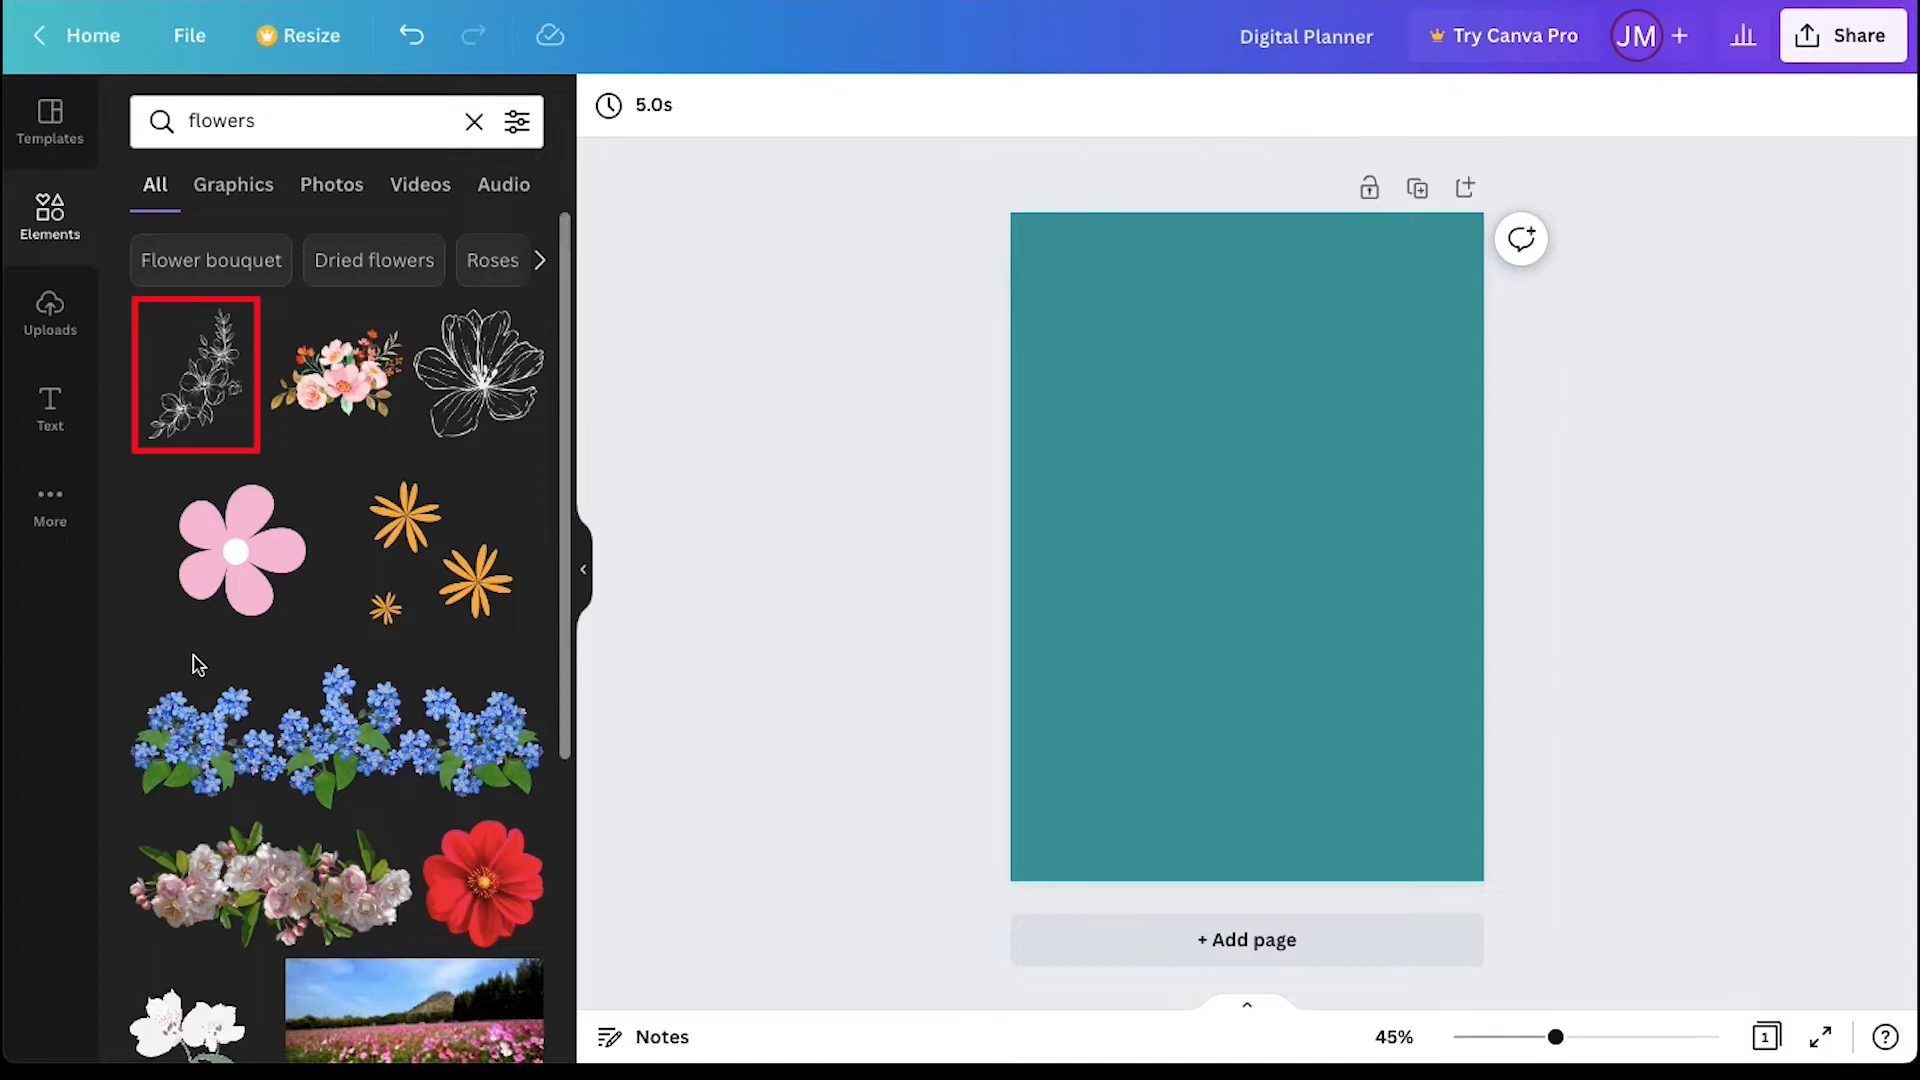 Home File Resize Digital Planner Try Canva Pro JM + Share
Templates
Elements
Uploads
Text
More
flowers
All Graphics Photos Videos Audio
Flower bouquet Dried flowers Roses
5.0s
+ Add page
Notes 45% 1 ?